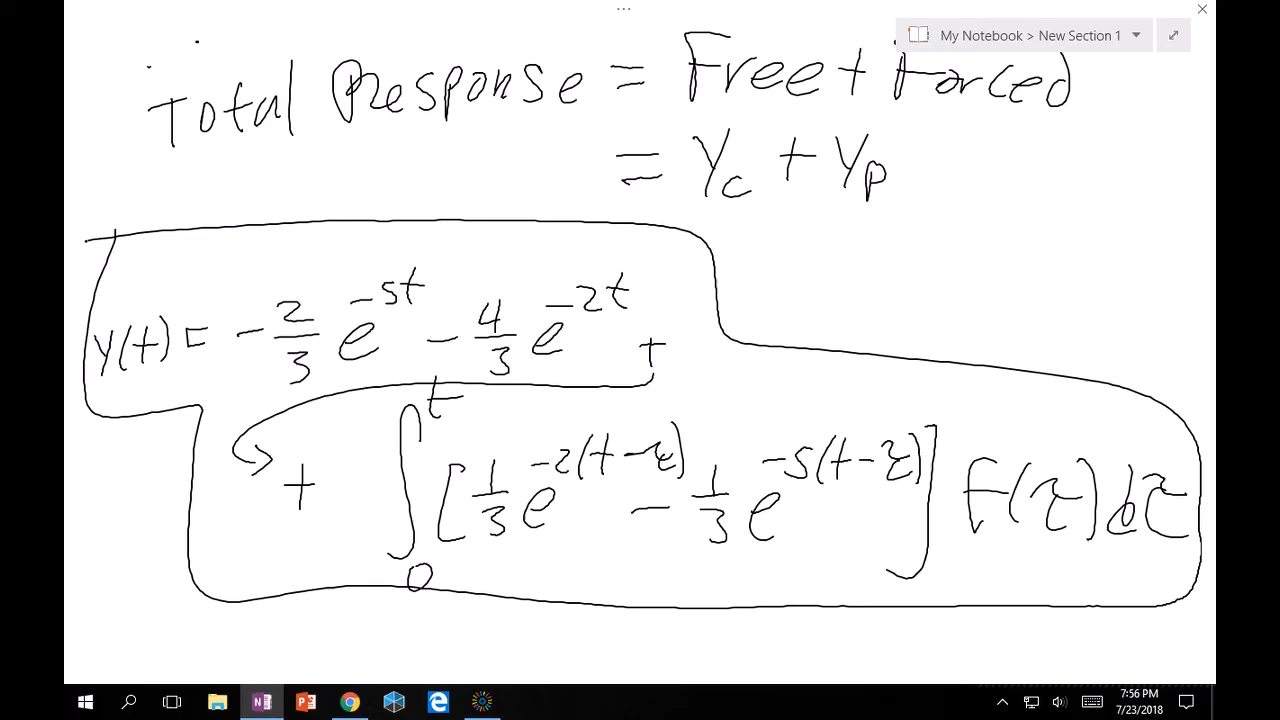 My Notebook > New Section 1
Total Response = Free + Forced
= Yc + Yp
y(t) = -2/3 e^-5t - 4/3 e^-2t +
+ ∫0^t [1/3 e^-2(t-τ) - 1/3 e^-5(t-τ)] F(τ)dτ
7:56 PM
7/23/2018